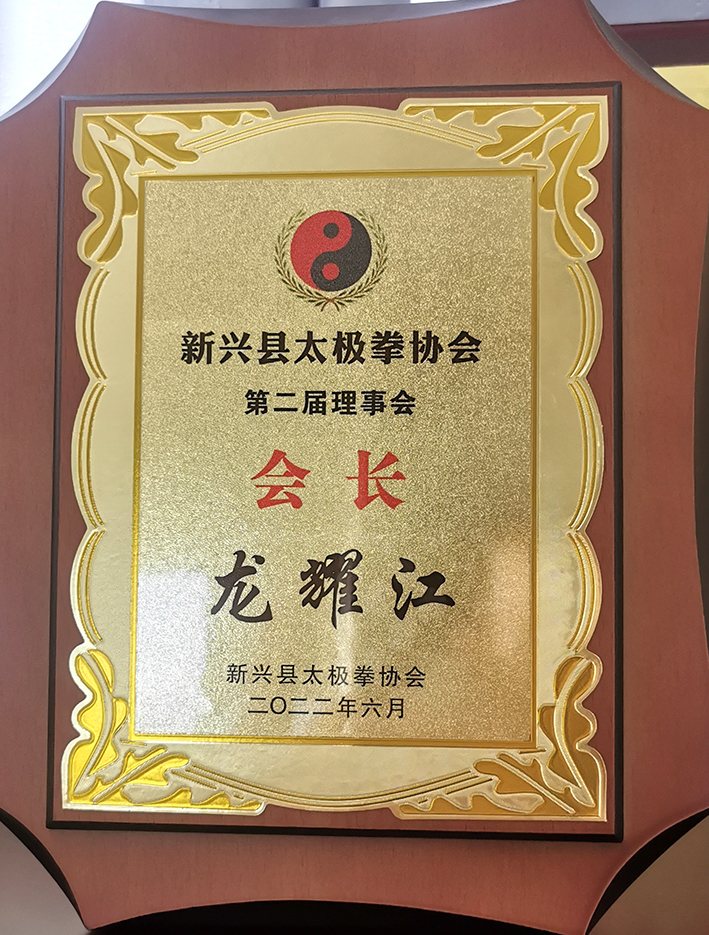 新兴县太极拳协会
第二届理事会
会长
龙耀江
新兴县太极拳协会
二〇二二年六月